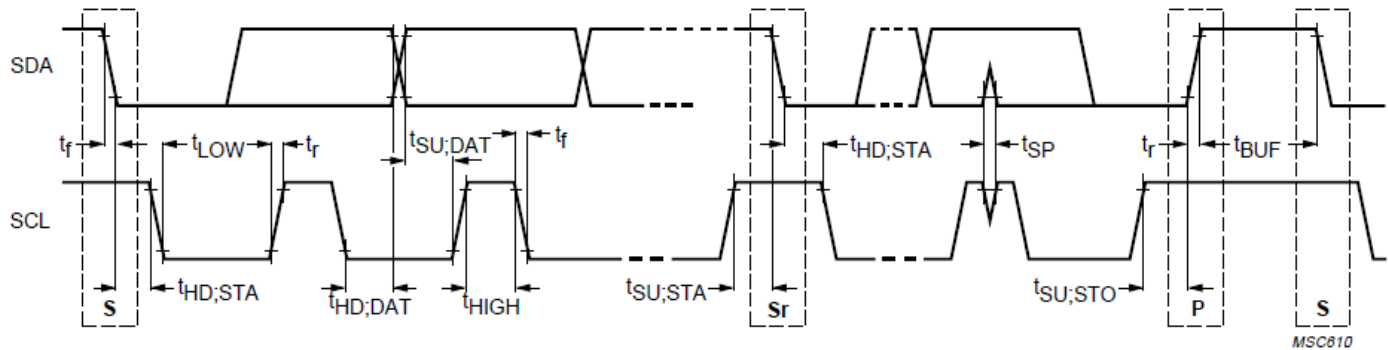 SDA
tf
tLOW
tr
tSU;DAT
tf
tHD;STA
tSP
tr
tBUF
SCL
tHD;STA
tHD;DAT
tHIGH
tSU;STA
tSU;STO
S
Sr
P
S
MSC610